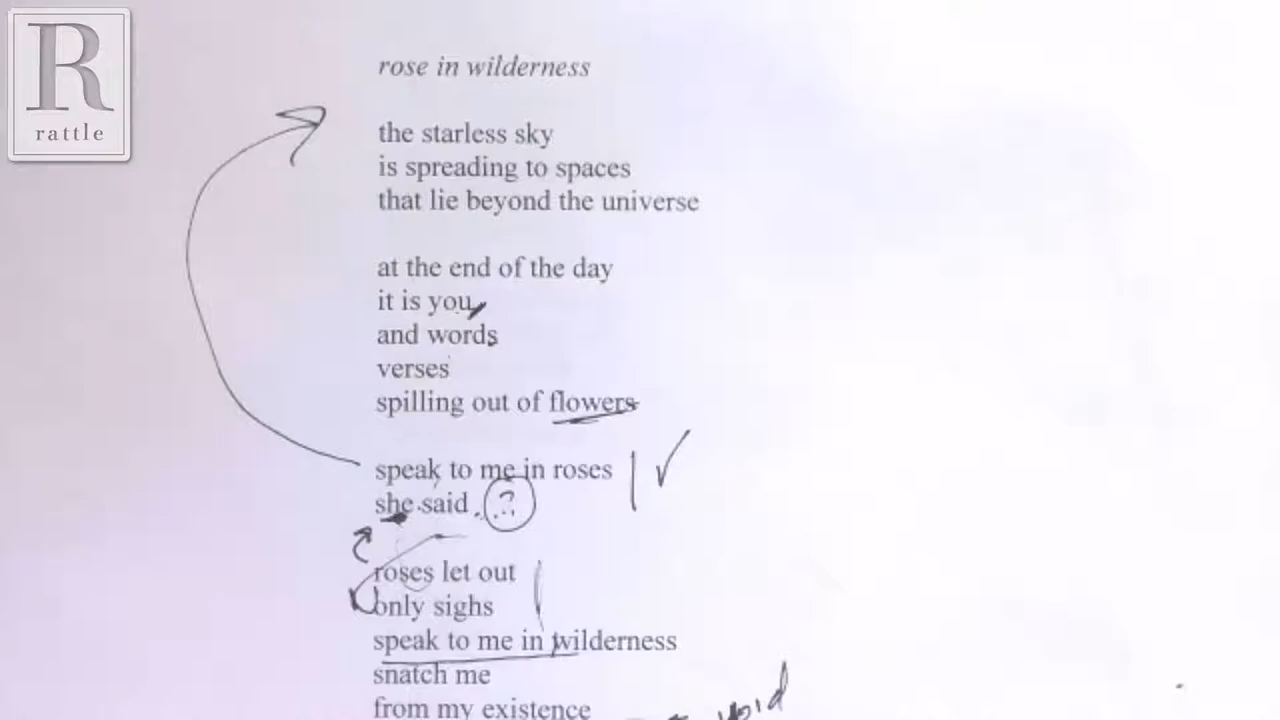 R
rattle
rose in wilderness
the starless sky
is spreading to spaces
that lie beyond the universe
at the end of the day
it is you,
and words
verses
spilling out of flowers
speak to me in roses
she said. ?
roses let out
only sighs
speak to me in wilderness
snatch me
from my existence
void